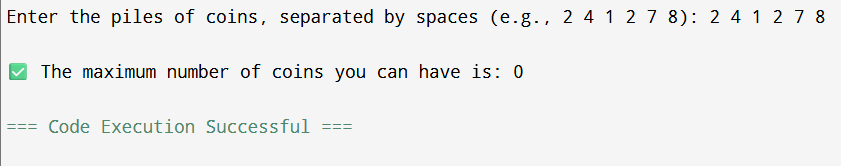 Enter the piles of coins, separated by spaces (e.g., 2 4 1 2 7 8): 2 4 1 2 7 8
✅ The maximum number of coins you can have is: 0
=== Code Execution Successful ===